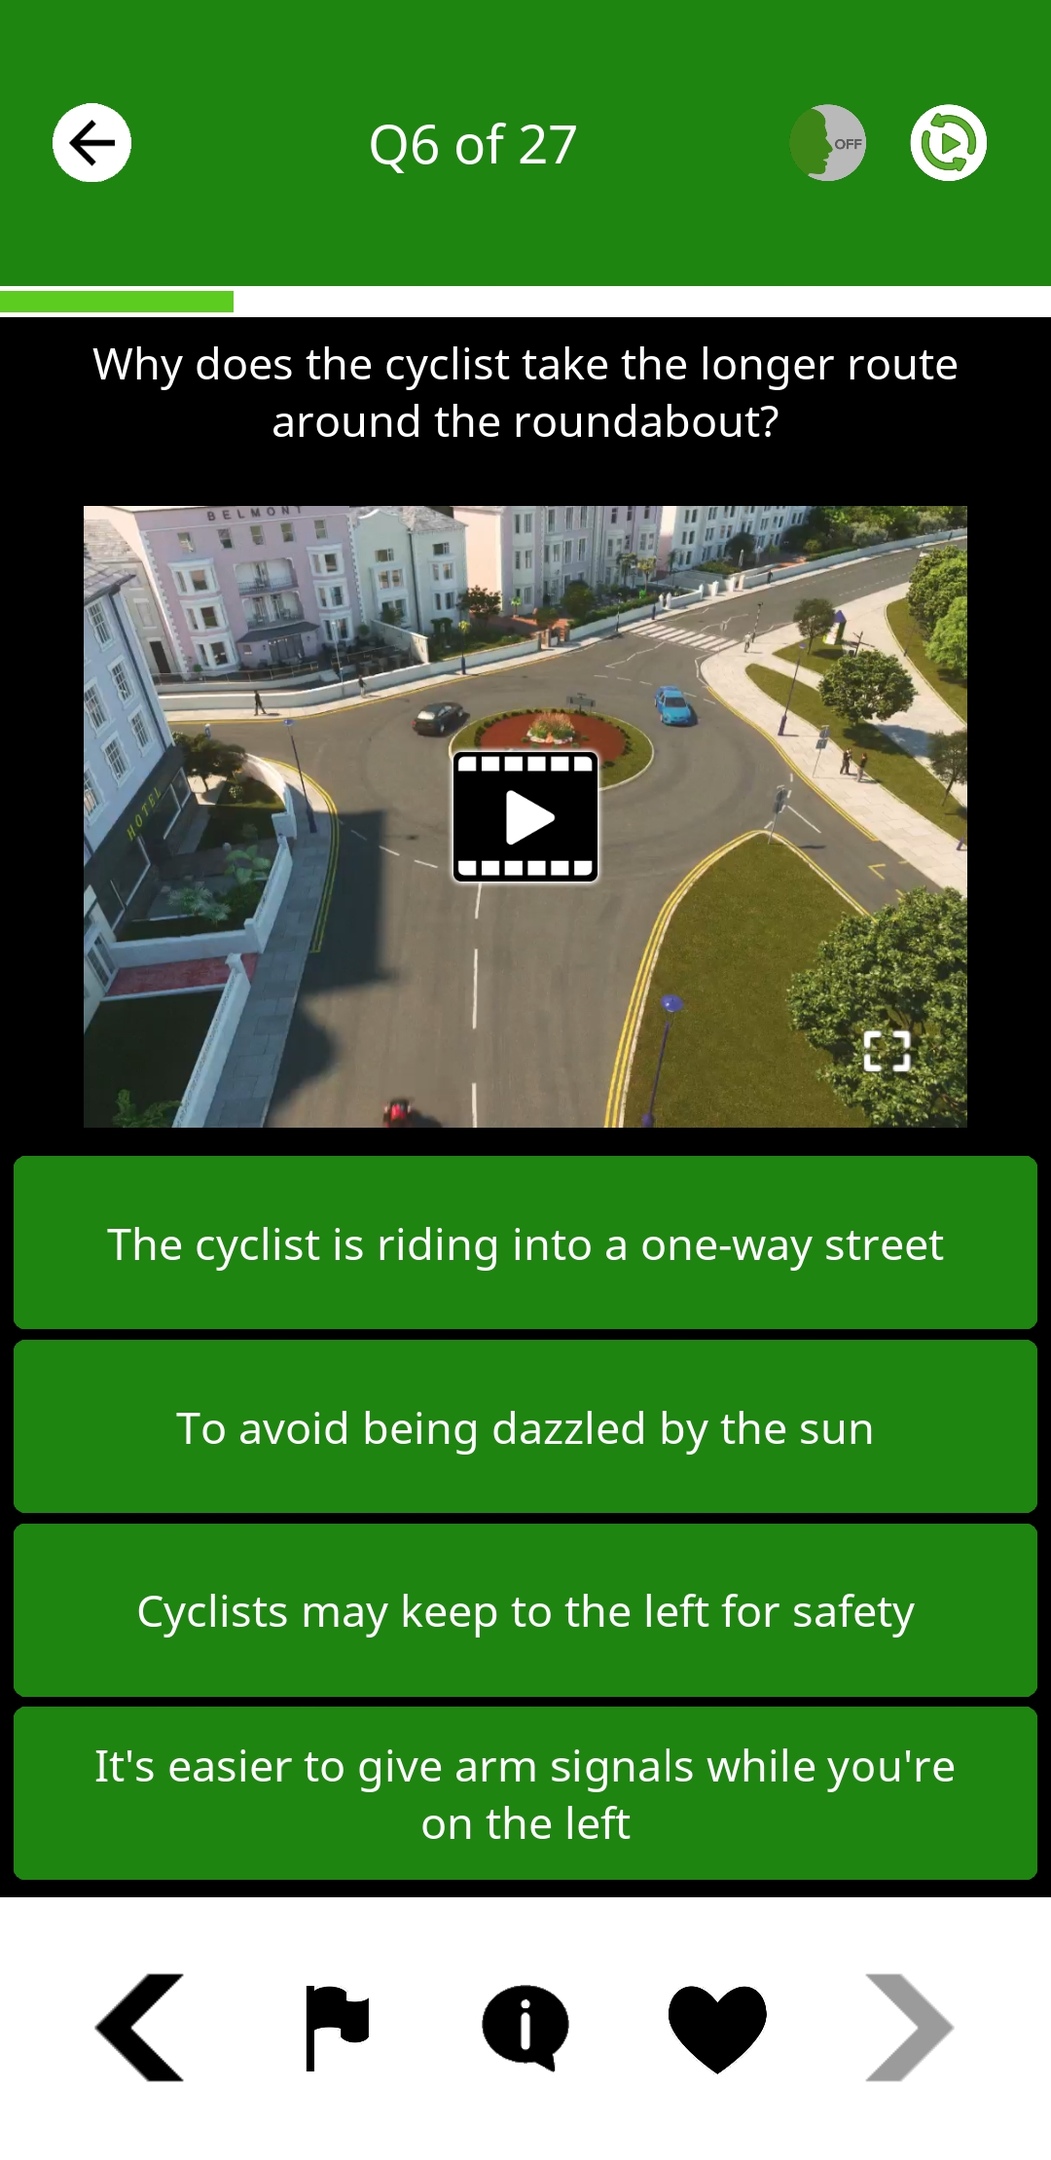 Q6 of 27
OFF
Why does the cyclist take the longer route
around the roundabout?
BELMONT
HOTEL
The cyclist is riding into a one-way street
To avoid being dazzled by the sun
Cyclists may keep to the left for safety
It's easier to give arm signals while you're
on the left